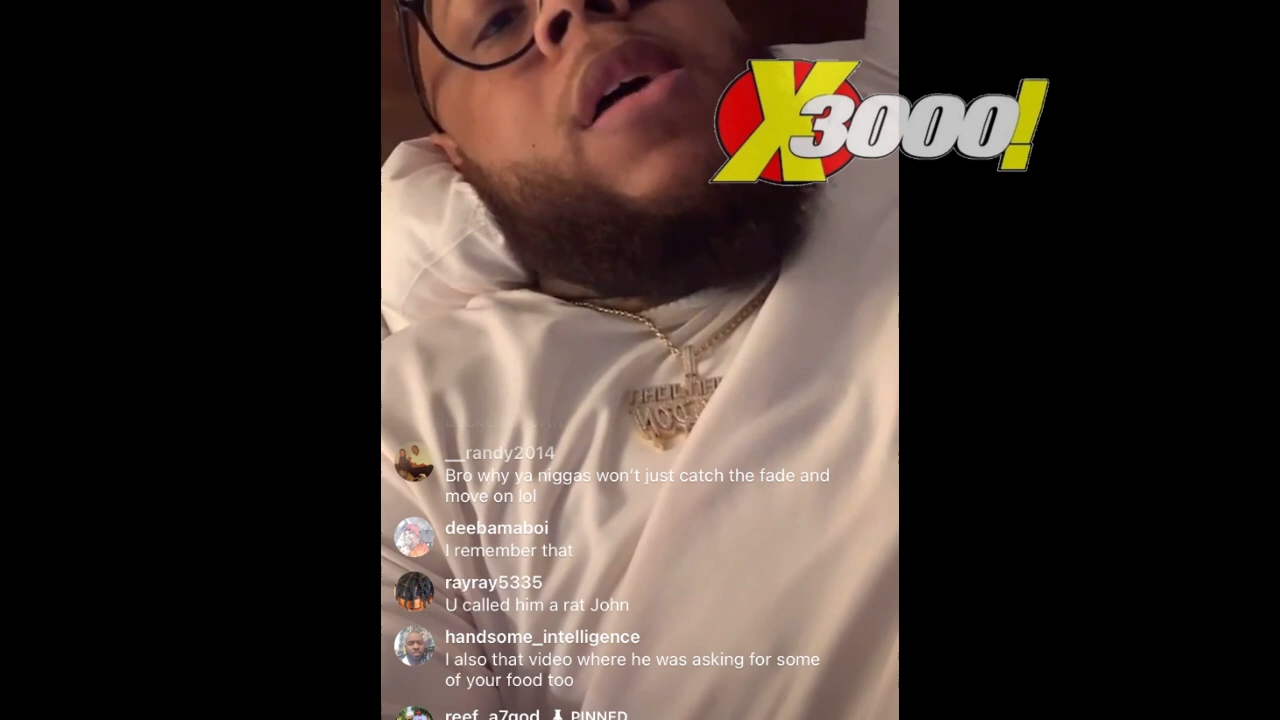 X3000!
__randy2014
Bro why ya niggas won't just catch the fade and
move on lol
deebamaboi
I remember that
rayray5335
U called him a rat John
handsome_intelligence
I also that video where he was asking for some
of your food too
reef_a7god PINNED